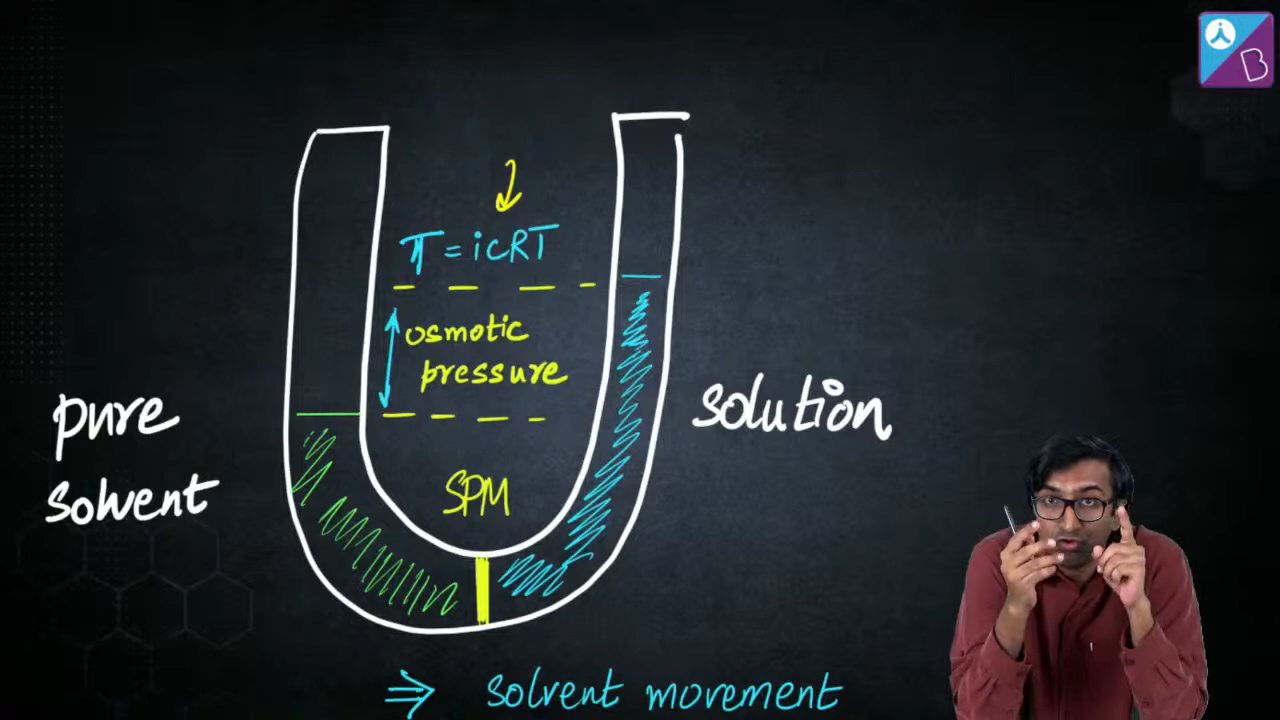 π = icRT
osmotic
pressure
pure
solvent
solution
SPM
⇒ solvent movement
B